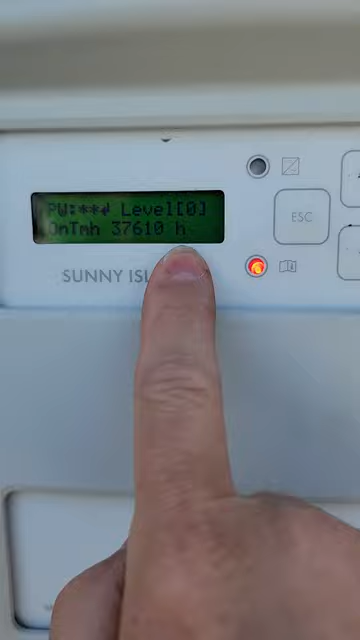 PW:**↲ Level[0]
OnTmh 37610 h
ESC
SUNNY ISL